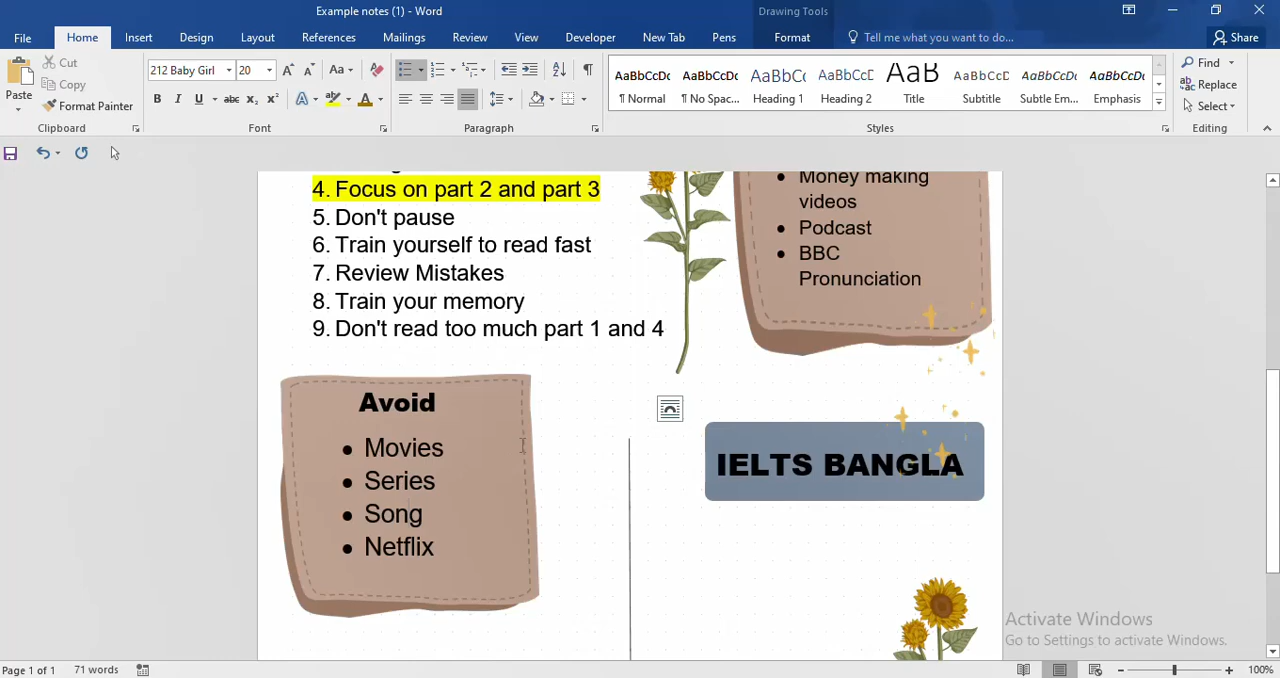 Example notes (1) - Word
Drawing Tools
File Home Insert Design Layout References Mailings Review View Developer New Tab Pens Format Tell me what you want to do... Share
Paste
Cut
Copy
Format Painter
Clipboard
212 Baby Girl 20
Font
Paragraph
AaBbCcDc AaBbCcDc AaBbCc AaBbCcDc AaB AaBbCcD AaBbCcDc AaBbCcDc
¶ Normal ¶ No Spac... Heading 1 Heading 2 Title Subtitle Subtle Em... Emphasis
Styles
Find
Replace
Select
Editing
4. Focus on part 2 and part 3
5. Don't pause
6. Train yourself to read fast
7. Review Mistakes
8. Train your memory
9. Don't read too much part 1 and 4
• Money making
videos
• Podcast
• BBC
Pronunciation
Avoid
• Movies
• Series
• Song
• Netflix
IELTS BANGLA
Activate Windows
Go to Settings to activate Windows.
Page 1 of 1 71 words
100%